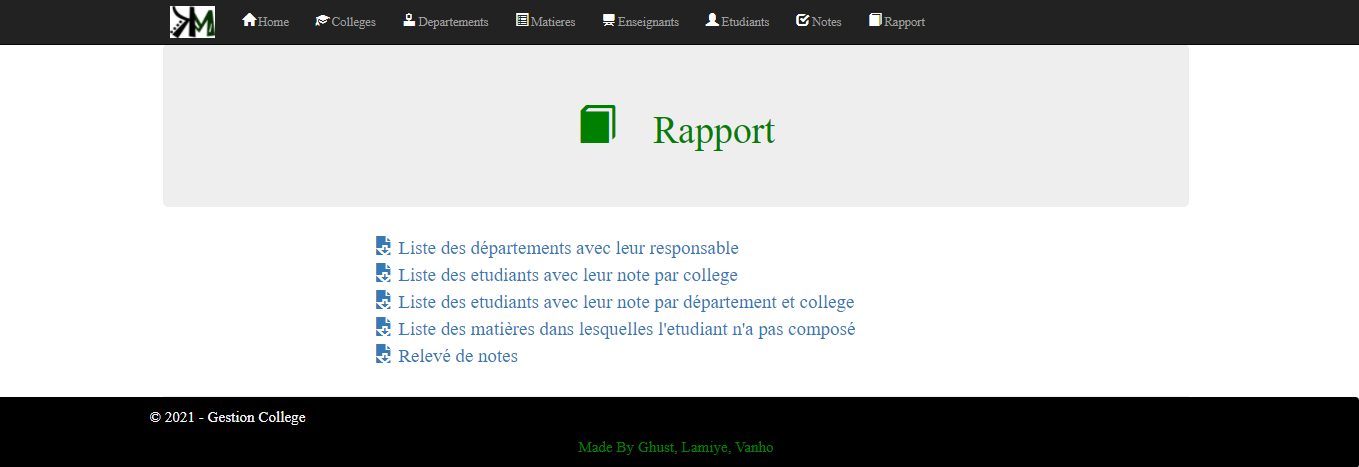 KM Home Colleges Departements Matieres Enseignants Etudiants Notes Rapport
Rapport
Liste des départements avec leur responsable
Liste des etudiants avec leur note par college
Liste des etudiants avec leur note par département et college
Liste des matières dans lesquelles l'etudiant n'a pas composé
Relevé de notes
© 2021 - Gestion College
Made By Ghust, Lamiye, Vanho